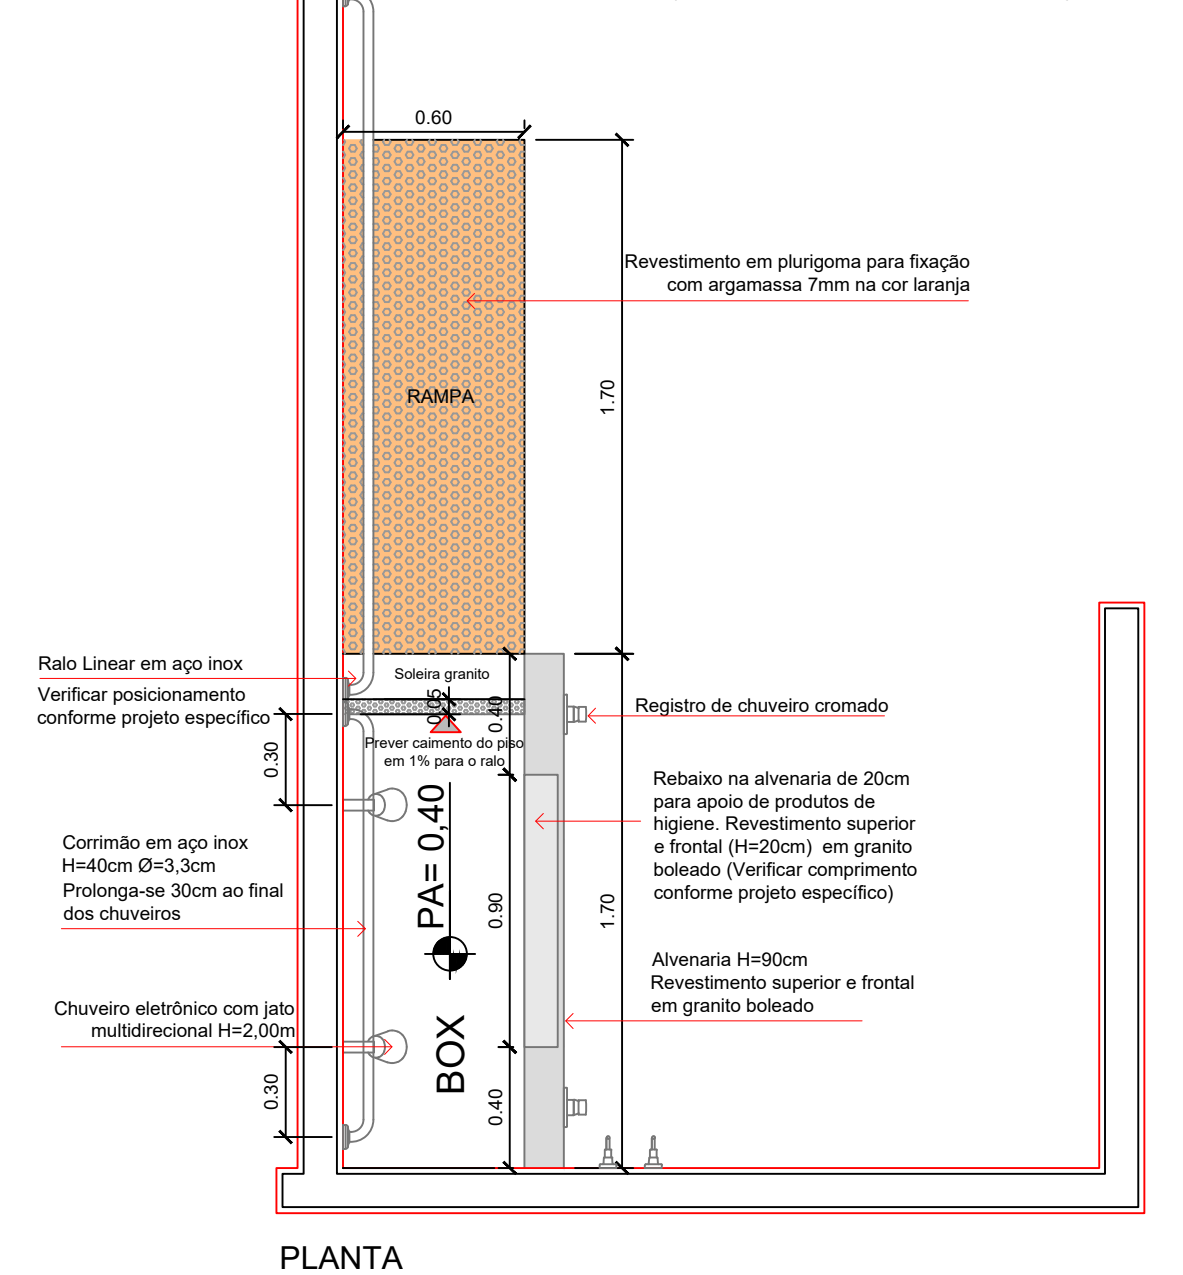 0.60
Revestimento em plurigoma para fixação
com argamassa 7mm na cor laranja
RAMPA
1.70
Ralo Linear em aço inox
Verificar posicionamento
conforme projeto específico
Soleira granito
0.05
0.40
Registro de chuveiro cromado
Prever caimento do piso
em 1% para o ralo
0.30
Rebaixo na alvenaria de 20cm
para apoio de produtos de
higiene. Revestimento superior
e frontal (H=20cm) em granito
boleado (Verificar comprimento
conforme projeto específico)
PA= 0,40
Corrimão em aço inox
H=40cm Ø=3,3cm
Prolonga-se 30cm ao final
dos chuveiros
0.90
1.70
Alvenaria H=90cm
Revestimento superior e frontal
em granito boleado
Chuveiro eletrônico com jato
multidirecional H=2,00m
BOX
0.30
0.40
PLANTA